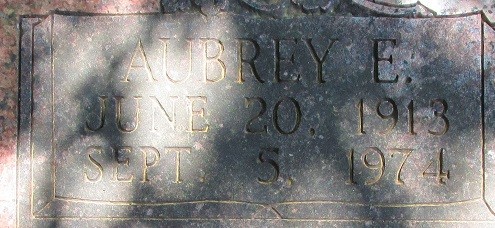 AUBREY E.
JUNE 20, 1913
SEPT. 5, 1974